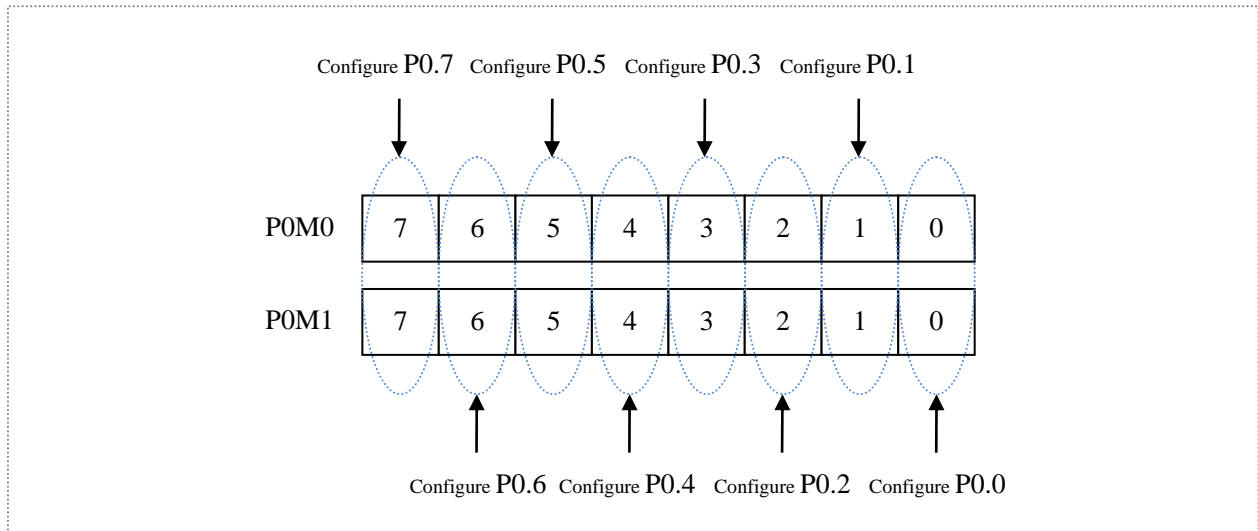 Configure P0.7 Configure P0.5 Configure P0.3 Configure P0.1
P0M0 7 6 5 4 3 2 1 0
P0M1 7 6 5 4 3 2 1 0
Configure P0.6 Configure P0.4 Configure P0.2 Configure P0.0